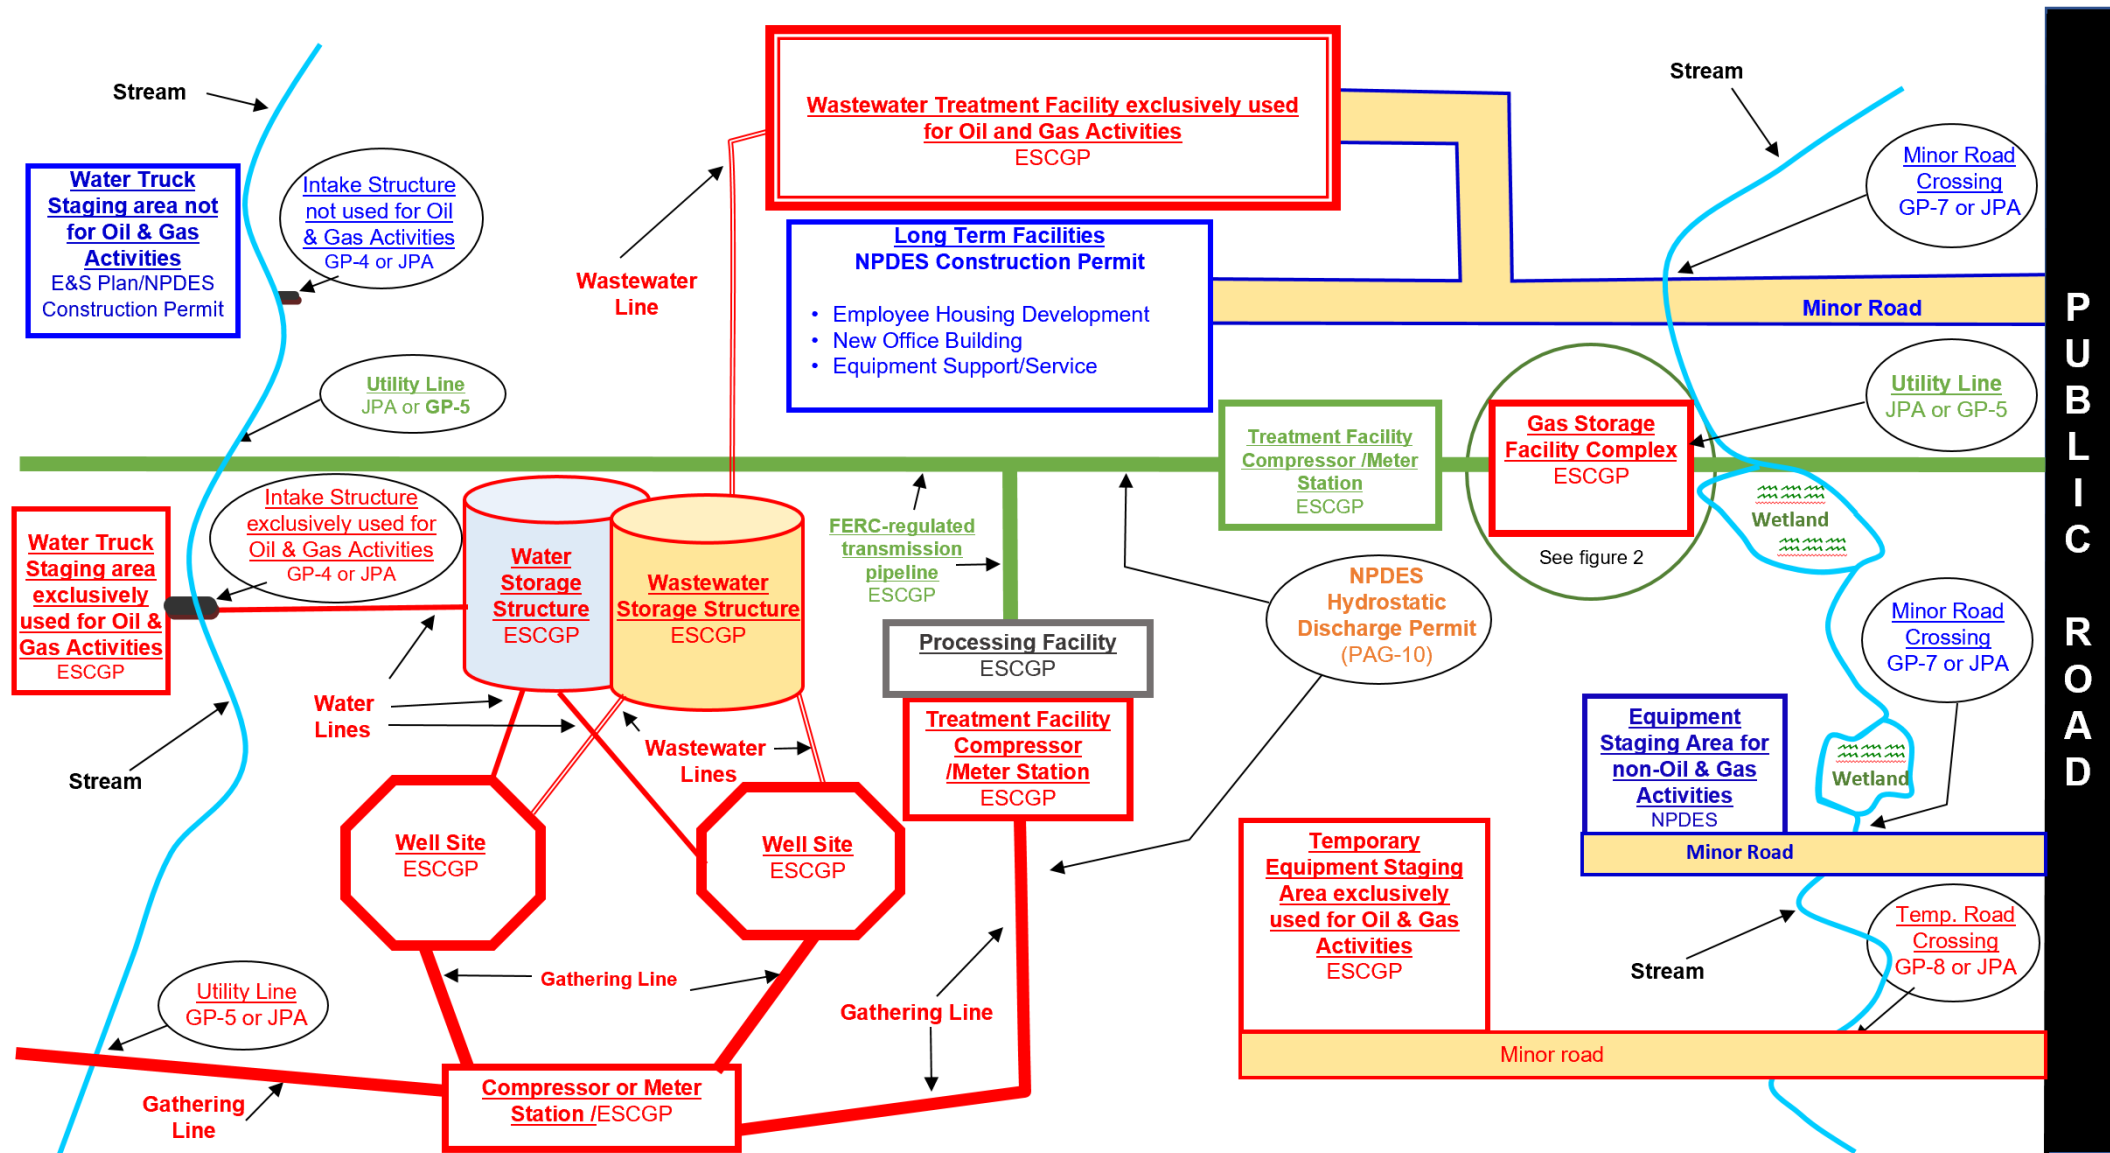 Stream
Water Truck
Staging area not
for Oil & Gas
Activities
E&S Plan/NPDES
Construction Permit
Intake Structure
not used for Oil
& Gas Activities
GP-4 or JPA
Wastewater
Line
Wastewater Treatment Facility exclusively used
for Oil and Gas Activities
ESCGP
Long Term Facilities
NPDES Construction Permit
• Employee Housing Development
• New Office Building
• Equipment Support/Service
Stream
Minor Road
Crossing
GP-7 or JPA
Minor Road
PUBLIC ROAD
Utility Line
JPA or GP-5
Utility Line
JPA or GP-5
Treatment Facility
Compressor /Meter
Station
ESCGP
Gas Storage
Facility Complex
ESCGP
See figure 2
Wetland
Intake Structure
exclusively used for
Oil & Gas Activities
GP-4 or JPA
Water Truck
Staging area
exclusively
used for Oil &
Gas Activities
ESCGP
Water
Storage
Structure
ESCGP
Wastewater
Storage Structure
ESCGP
FERC-regulated
transmission
pipeline
ESCGP
NPDES
Hydrostatic
Discharge Permit
(PAG-10)
Processing Facility
ESCGP
Treatment Facility
Compressor
/Meter Station
ESCGP
Minor Road
Crossing
GP-7 or JPA
Water
Lines
Wastewater
Lines
Stream
Equipment
Staging Area for
non-Oil & Gas
Activities
NPDES
Wetland
Minor Road
Well Site
ESCGP
Well Site
ESCGP
Temporary
Equipment Staging
Area exclusively
used for Oil & Gas
Activities
ESCGP
Stream
Temp. Road
Crossing
GP-8 or JPA
Minor road
Gathering Line
Gathering Line
Utility Line
GP-5 or JPA
Gathering
Line
Compressor or Meter
Station /ESCGP